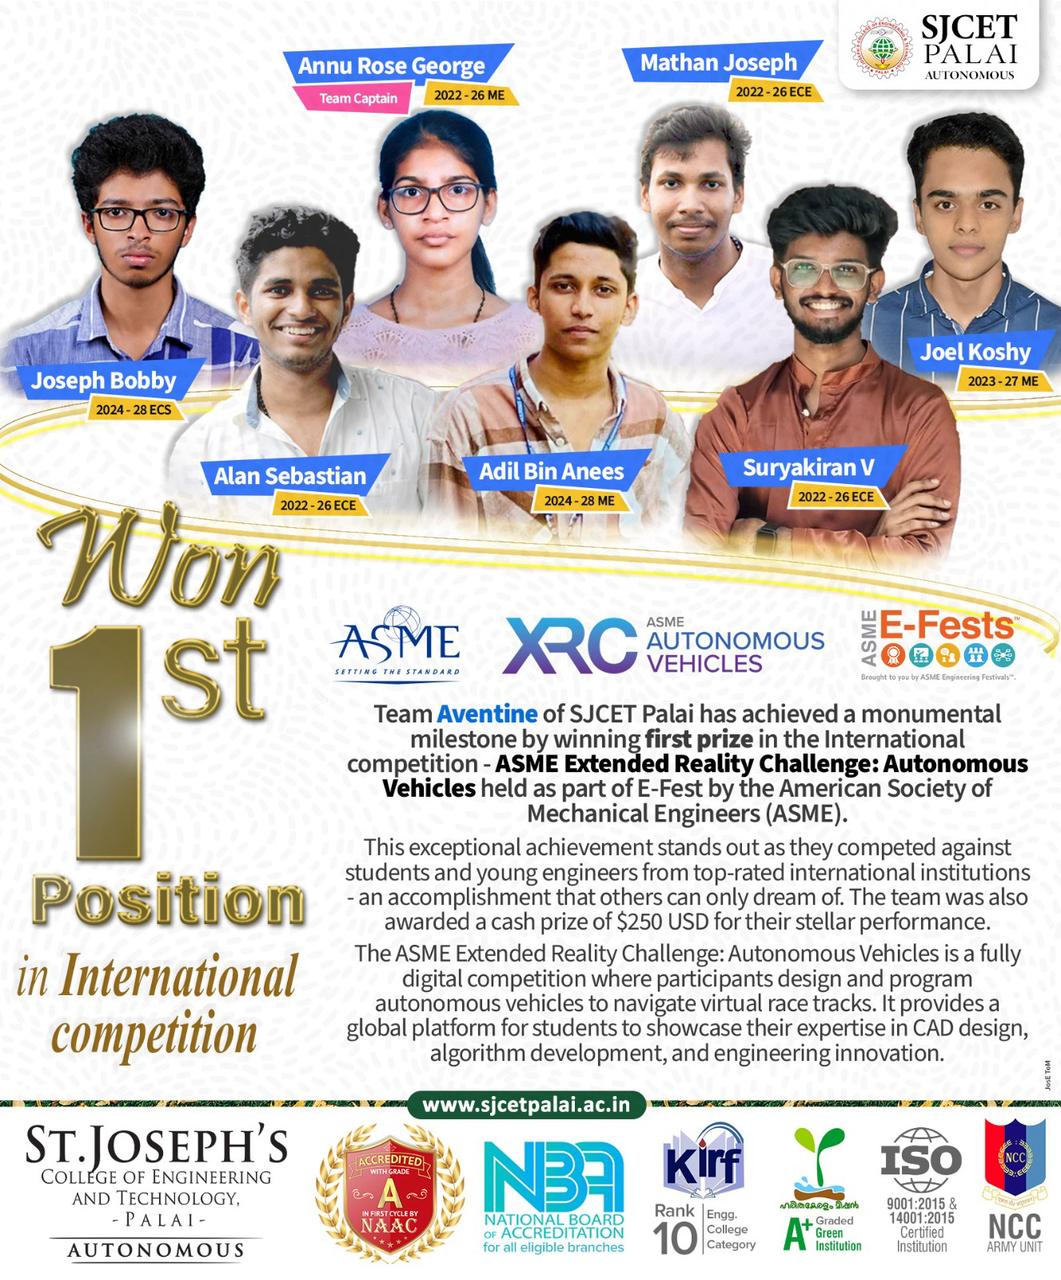 SJCET
PALAI
AUTONOMOUS
Annu Rose George
Team Captain
2022 - 26 ME
Mathan Joseph
2022 - 26 ECE
Joseph Bobby
2024 - 28 ECS
Joel Koshy
2023 - 27 ME
Alan Sebastian
2022 - 26 ECE
Adil Bin Anees
2024 - 28 ME
Suryakiran V
2022 - 26 ECE
Won
1st
Position
in International
competition
ASME
SETTING THE STANDARD
XRC
ASME
AUTONOMOUS
VEHICLES
ASME
E-Fests™
Brought to you by ASME Engineering Festivals™.
Team Aventine of SJCET Palai has achieved a monumental
milestone by winning first prize in the International
competition - ASME Extended Reality Challenge: Autonomous
Vehicles held as part of E-Fest by the American Society of
Mechanical Engineers (ASME).
This exceptional achievement stands out as they competed against
students and young engineers from top-rated international institutions
- an accomplishment that others can only dream of. The team was also
awarded a cash prize of $250 USD for their stellar performance.
The ASME Extended Reality Challenge: Autonomous Vehicles is a fully
digital competition where participants design and program
autonomous vehicles to navigate virtual race tracks. It provides a
global platform for students to showcase their expertise in CAD design,
algorithm development, and engineering innovation.
JosE ToM
www.sjcetpalai.ac.in
ST.JOSEPH'S
COLLEGE OF ENGINEERING
AND TECHNOLOGY,
- PALAI -
AUTONOMOUS
ACCREDITED
WITH GRADE
A
IN FIRST CYCLE BY
NAAC
NBA
NATIONAL BOARD
OF ACCREDITATION
for all eligible branches
KIRF
Rank
10
Engg.
College
Category
ഹരിതകേരളം മിഷൻ
A+
Graded
Green
Institution
ISO
9001:2015 &
14001:2015
Certified
Institution
NCC
NCC
ARMY UNIT